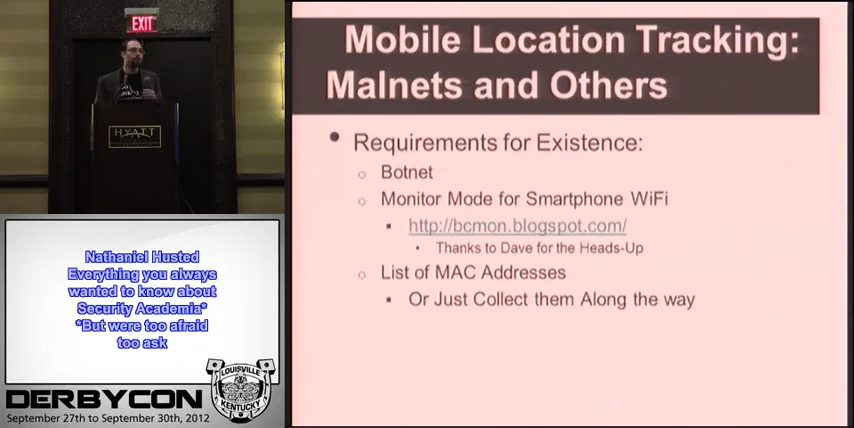 EXIT
HYATT
Mobile Location Tracking:
Malnets and Others
• Requirements for Existence:
○ Botnet
○ Monitor Mode for Smartphone WiFi
▪ http://bcmon.blogspot.com/
• Thanks to Dave for the Heads-Up
○ List of MAC Addresses
▪ Or Just Collect them Along the way
Nathaniel Husted
Everything you always
wanted to know about
Security Academia*
*But were too afraid
too ask
LOUISVILLE
KENTUCKY
DERBYCON
September 27th to September 30th, 2012